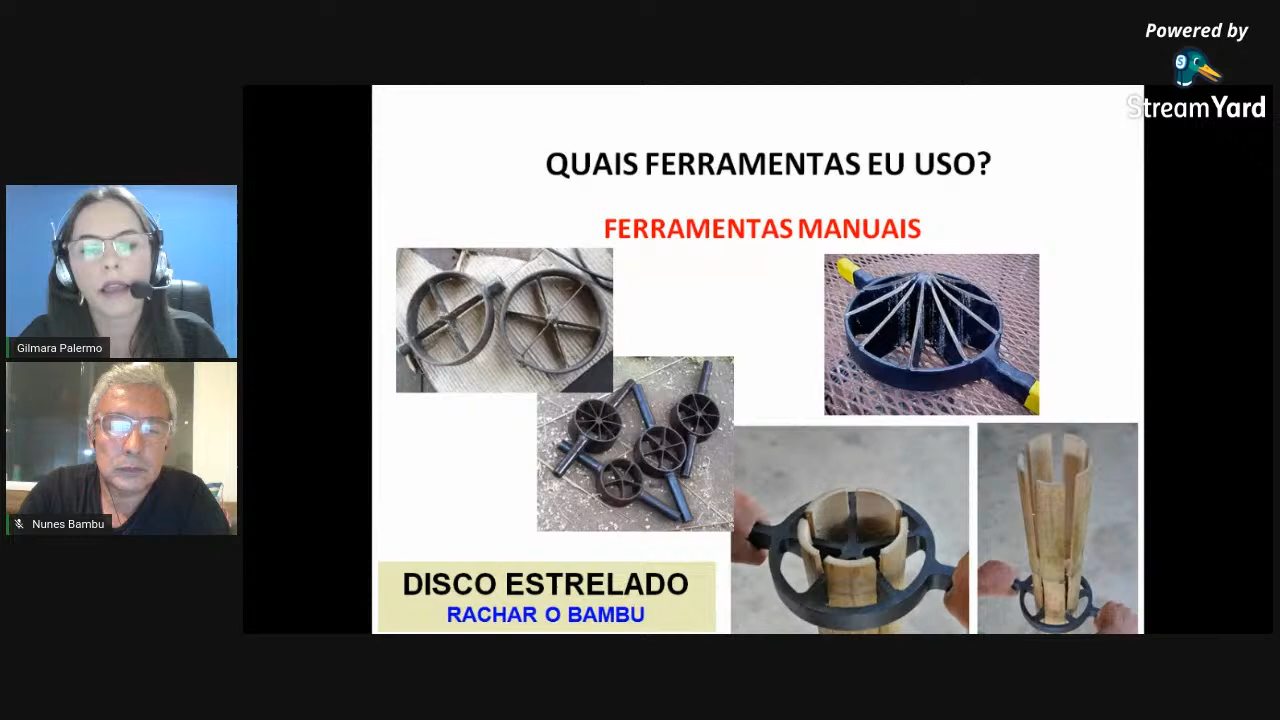 Powered by
StreamYard
QUAIS FERRAMENTAS EU USO?
FERRAMENTAS MANUAIS
Gilmara Palermo
Nunes Bambu
DISCO ESTRELADO
RACHAR O BAMBU